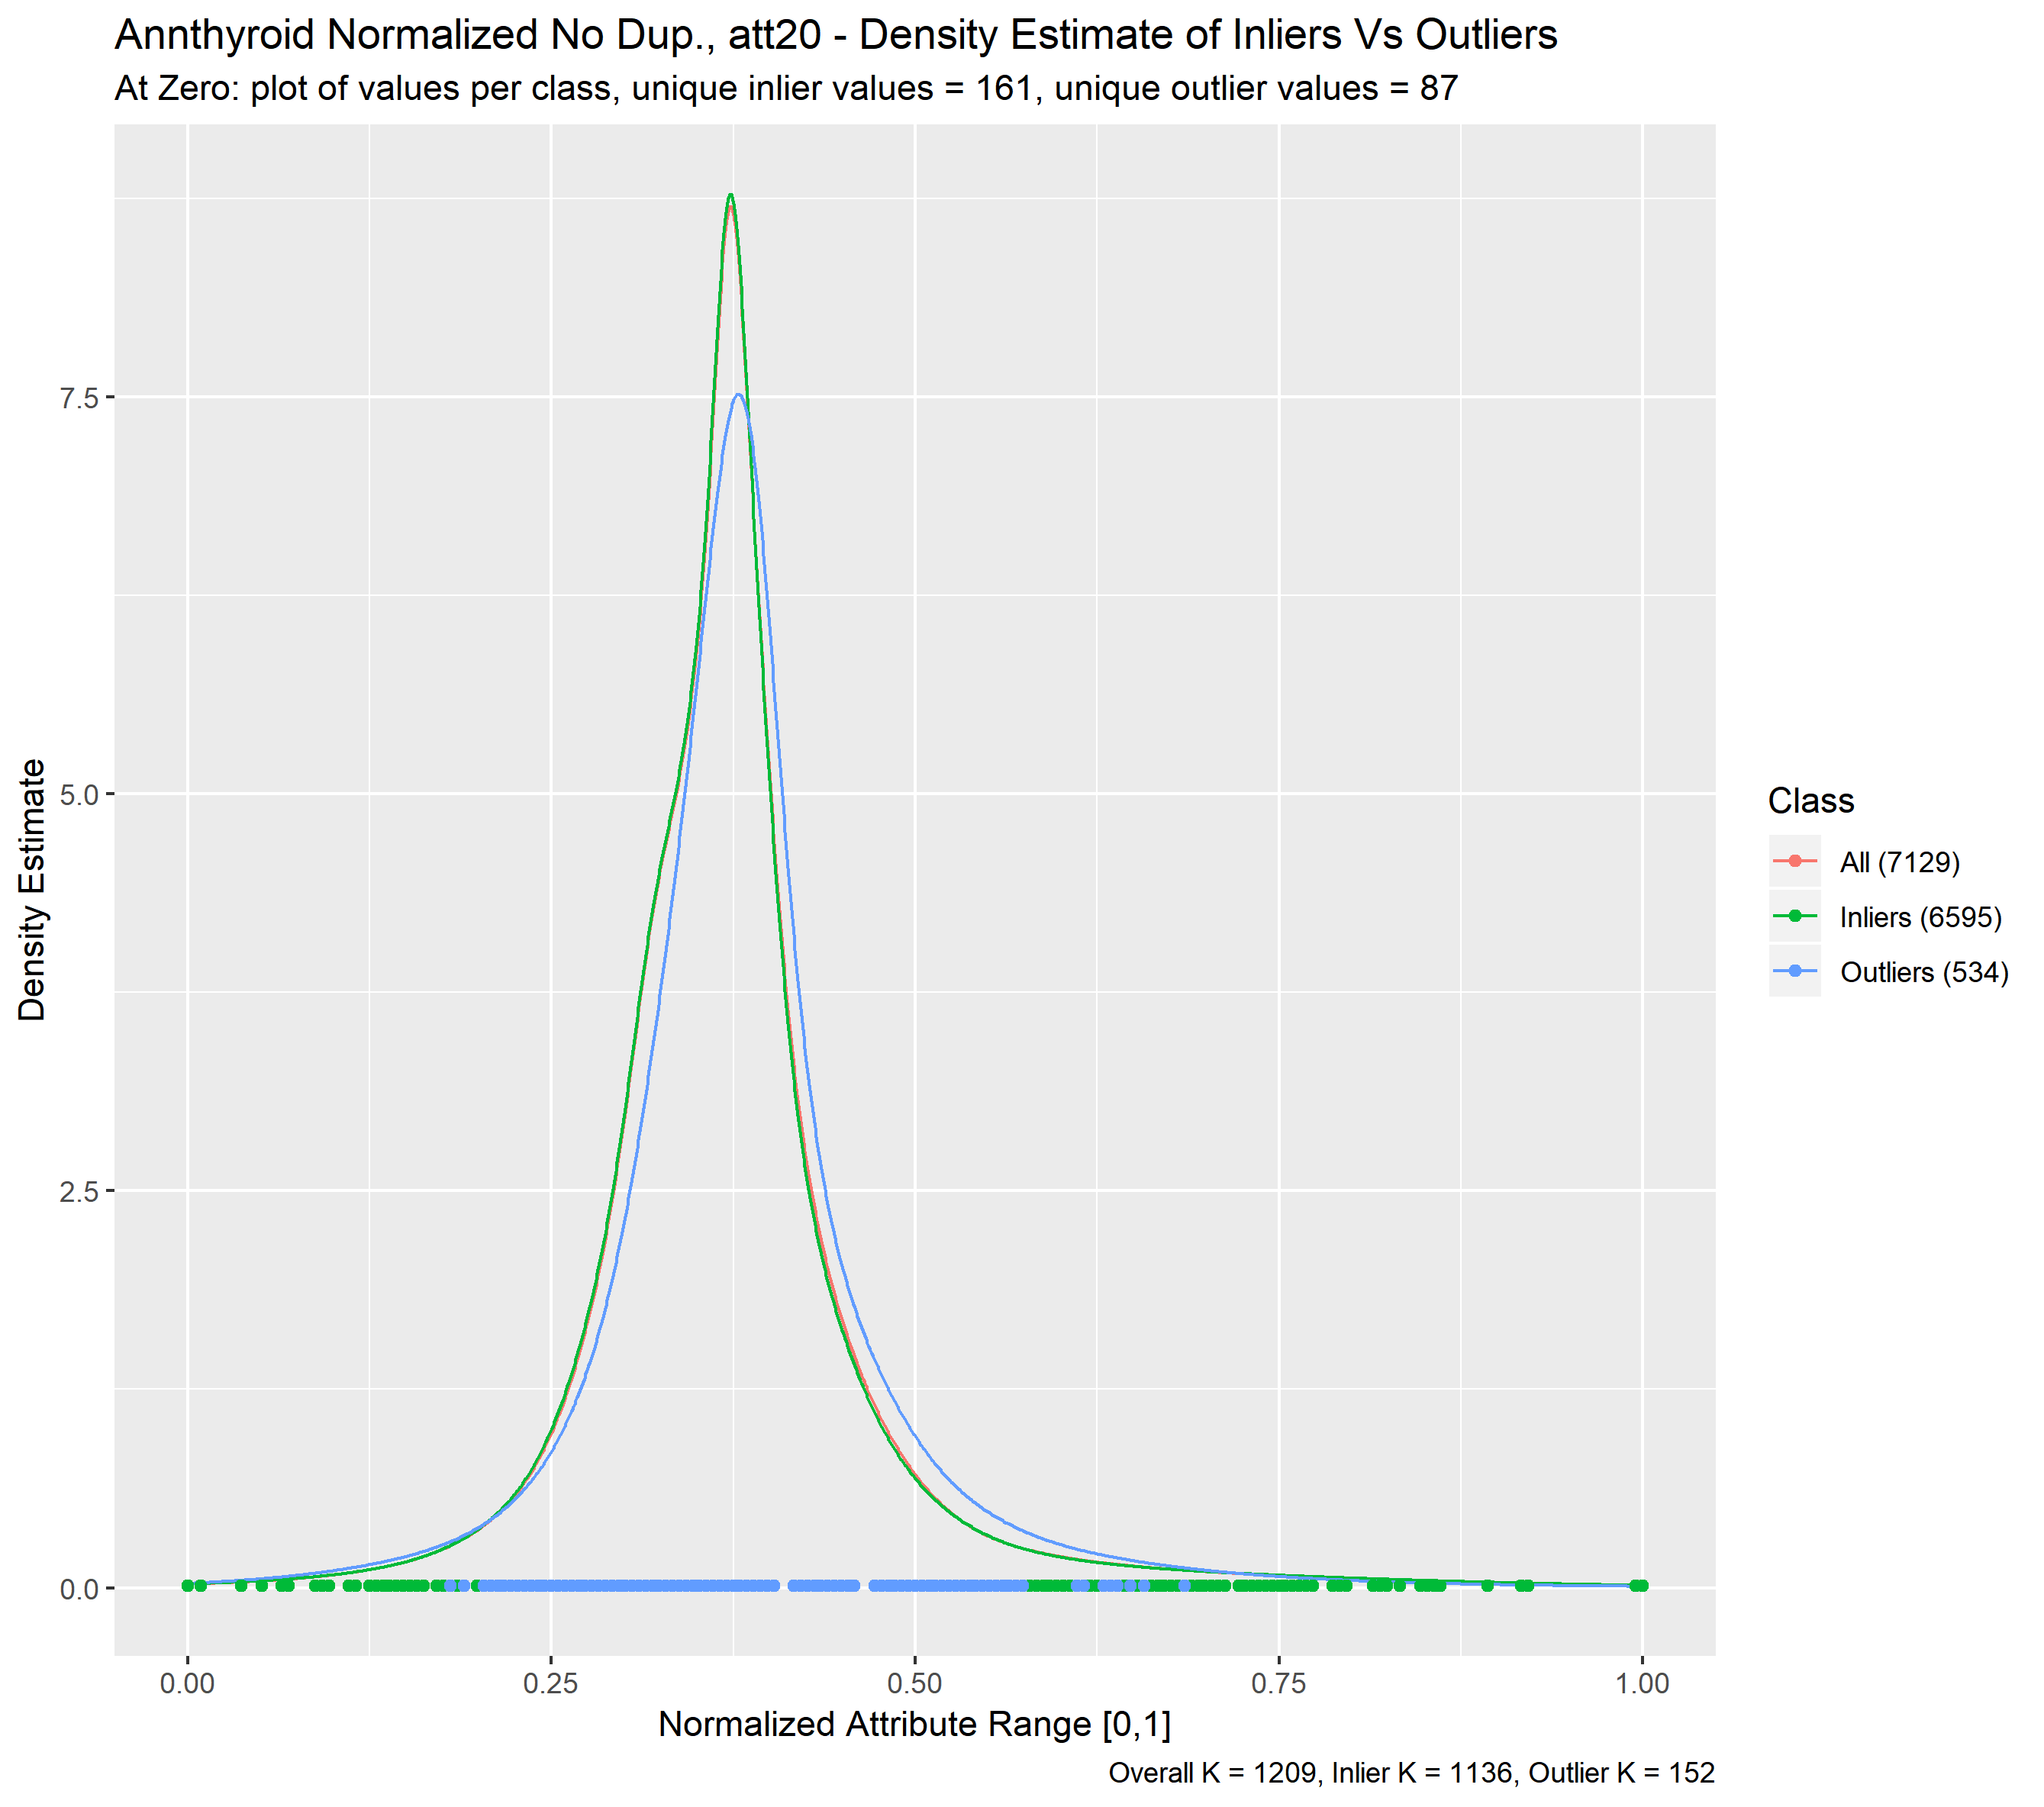 Annthyroid Normalized No Dup., att20 - Density Estimate of Inliers Vs Outliers
At Zero: plot of values per class, unique inlier values = 161, unique outlier values = 87
Density Estimate
7.5
5.0
2.5
0.0
0.00
0.25
0.50
0.75
1.00
Normalized Attribute Range [0,1]
Overall K = 1209, Inlier K = 1136, Outlier K = 152
Class
All (7129)
Inliers (6595)
Outliers (534)